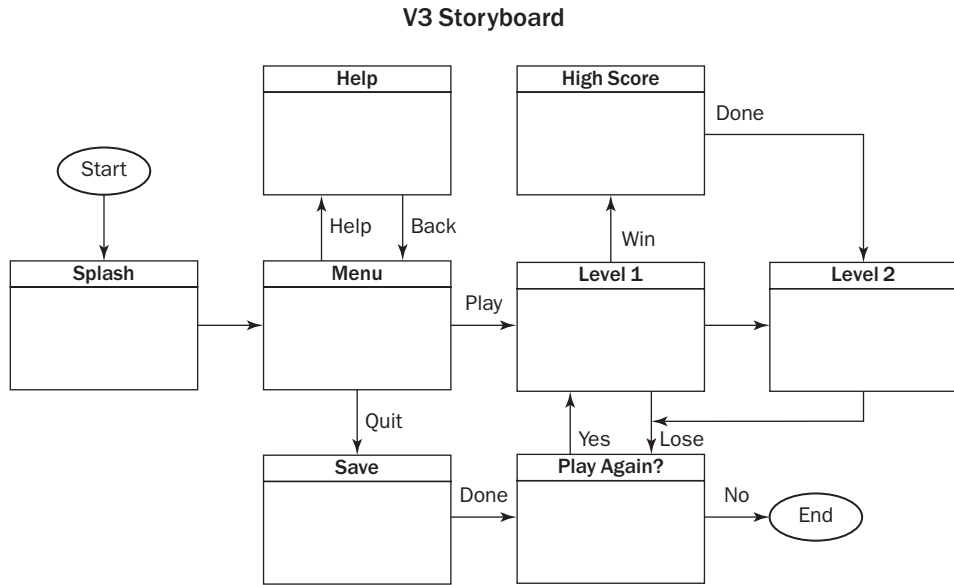 V3 Storyboard
Help
High Score
Done
Start
Help
Back
Win
Splash
Menu
Level 1
Level 2
Play
Quit
Yes
Lose
Save
Play Again?
Done
No
End